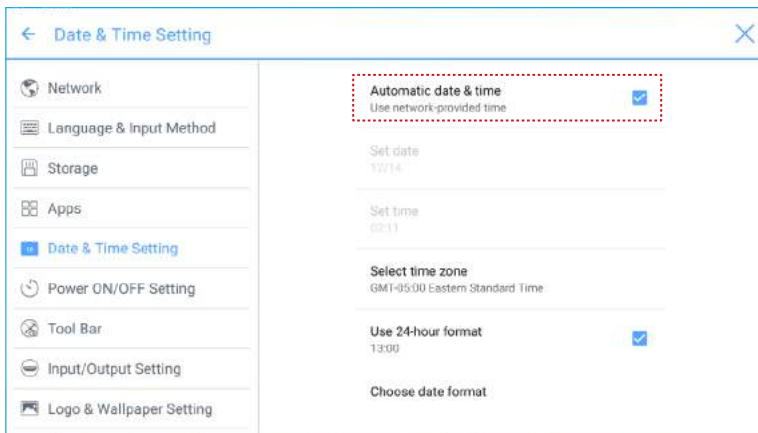 Date & Time Setting
Network
Language & Input Method
Storage
Apps
Date & Time Setting
Power ON/OFF Setting
Tool Bar
Input/Output Setting
Logo & Wallpaper Setting
Automatic date & time
Use network-provided time
Set date
12/14
Set time
02:11
Select time zone
GMT-05:00 Eastern Standard Time
Use 24-hour format
13:00
Choose date format